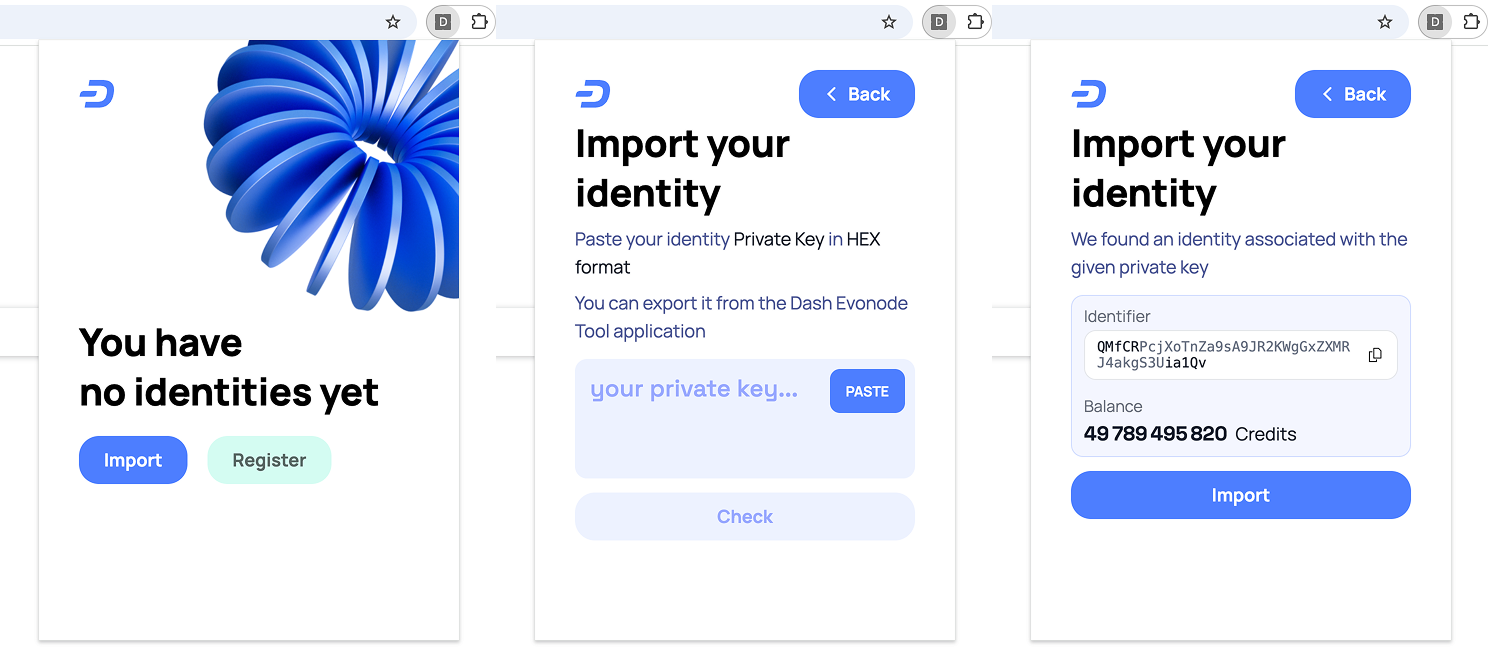 D
You have
no identities yet
Import
Register
D
Back
Import your
identity
Paste your identity Private Key in HEX
format
You can export it from the Dash Evonode
Tool application
your private key...
PASTE
Check
D
Back
Import your
identity
We found an identity associated with the
given private key
Identifier
QMfCRPcjXoTnZa9sA9JR2KWgGxZXMR
J4akgS3Uia1Qv
Balance
49 789 495 820 Credits
Import